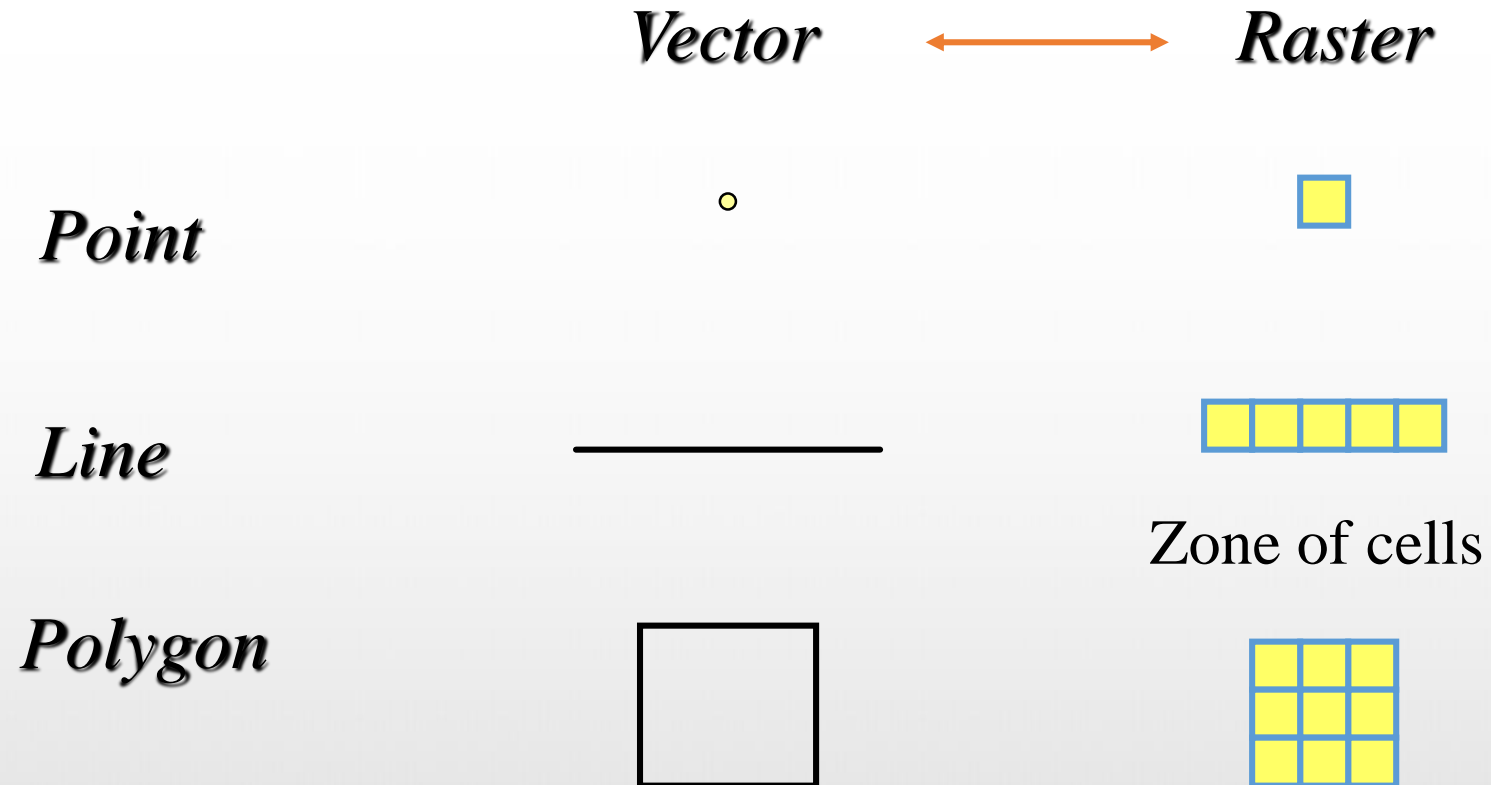 Vector Raster
Point
Line
Zone of cells
Polygon